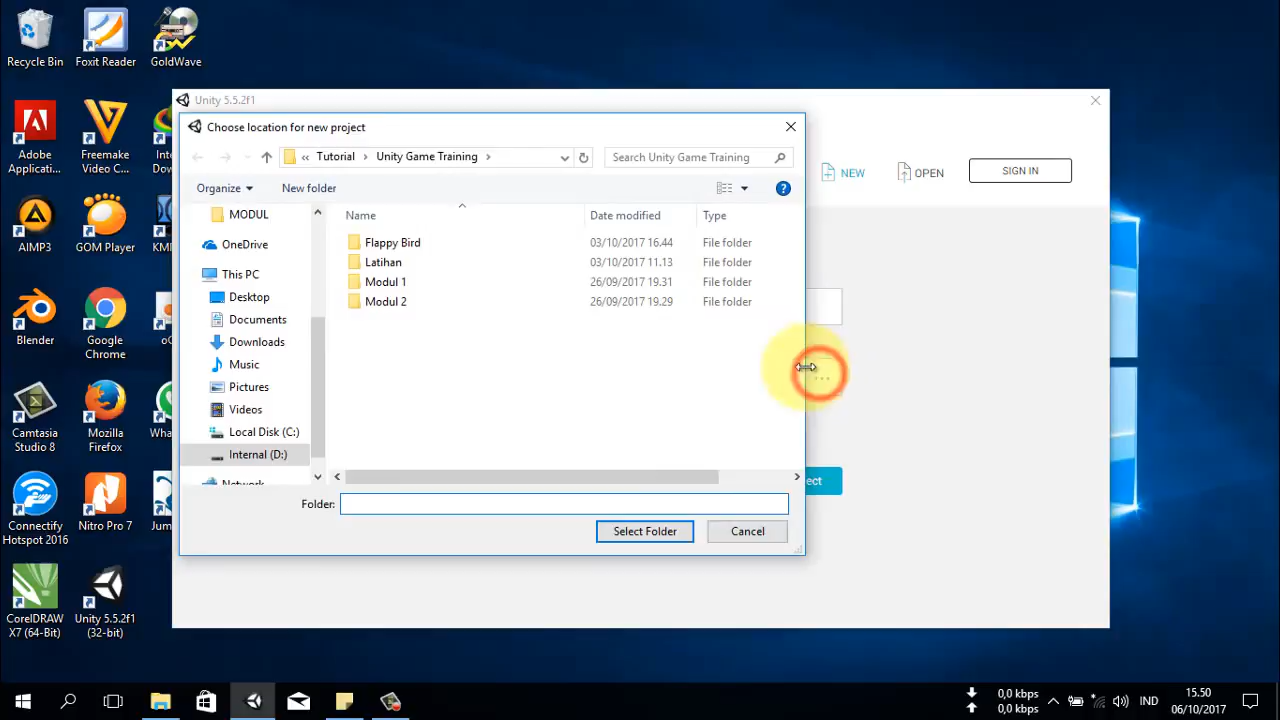 Recycle Bin
Foxit Reader
GoldWave
Adobe
Applicati...
Freemake
Video C...
AIMP3
GOM Player
Blender
Google
Chrome
Camtasia
Studio 8
Mozilla
Firefox
Connectify
Hotspot 2016
Nitro Pro 7
CorelDRAW
X7 (64-Bit)
Unity 5.5.2f1
(32-bit)
Unity 5.5.2f1
NEW
OPEN
SIGN IN
Choose location for new project
Tutorial
Unity Game Training
Search Unity Game Training
Organize
New folder
Name
Date modified
Type
Flappy Bird 03/10/2017 16.44 File folder
Latihan 03/10/2017 11.13 File folder
Modul 1 26/09/2017 19.31 File folder
Modul 2 26/09/2017 19.29 File folder
MODUL
OneDrive
This PC
Desktop
Documents
Downloads
Music
Pictures
Videos
Local Disk (C:)
Internal (D:)
Network
Folder:
Select Folder
Cancel
0,0 kbps
0,0 kbps
IND
15.50
06/10/2017